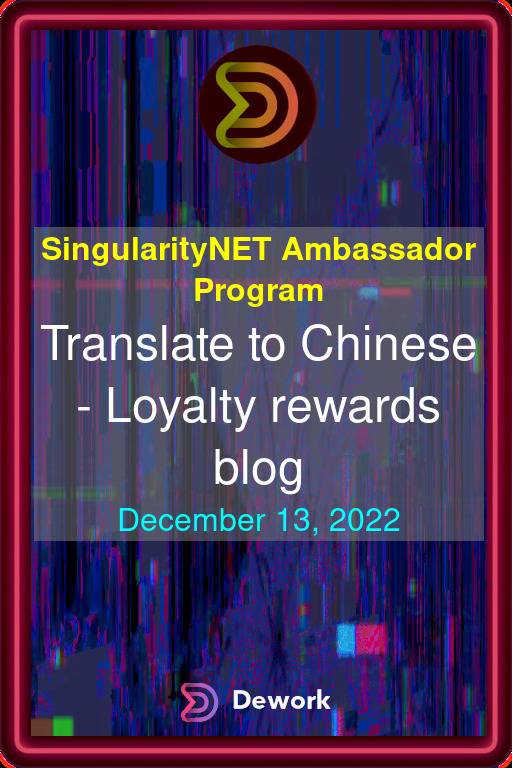 SingularityNET Ambassador
Program
Translate to Chinese
- Loyalty rewards
blog
December 13, 2022
Dework